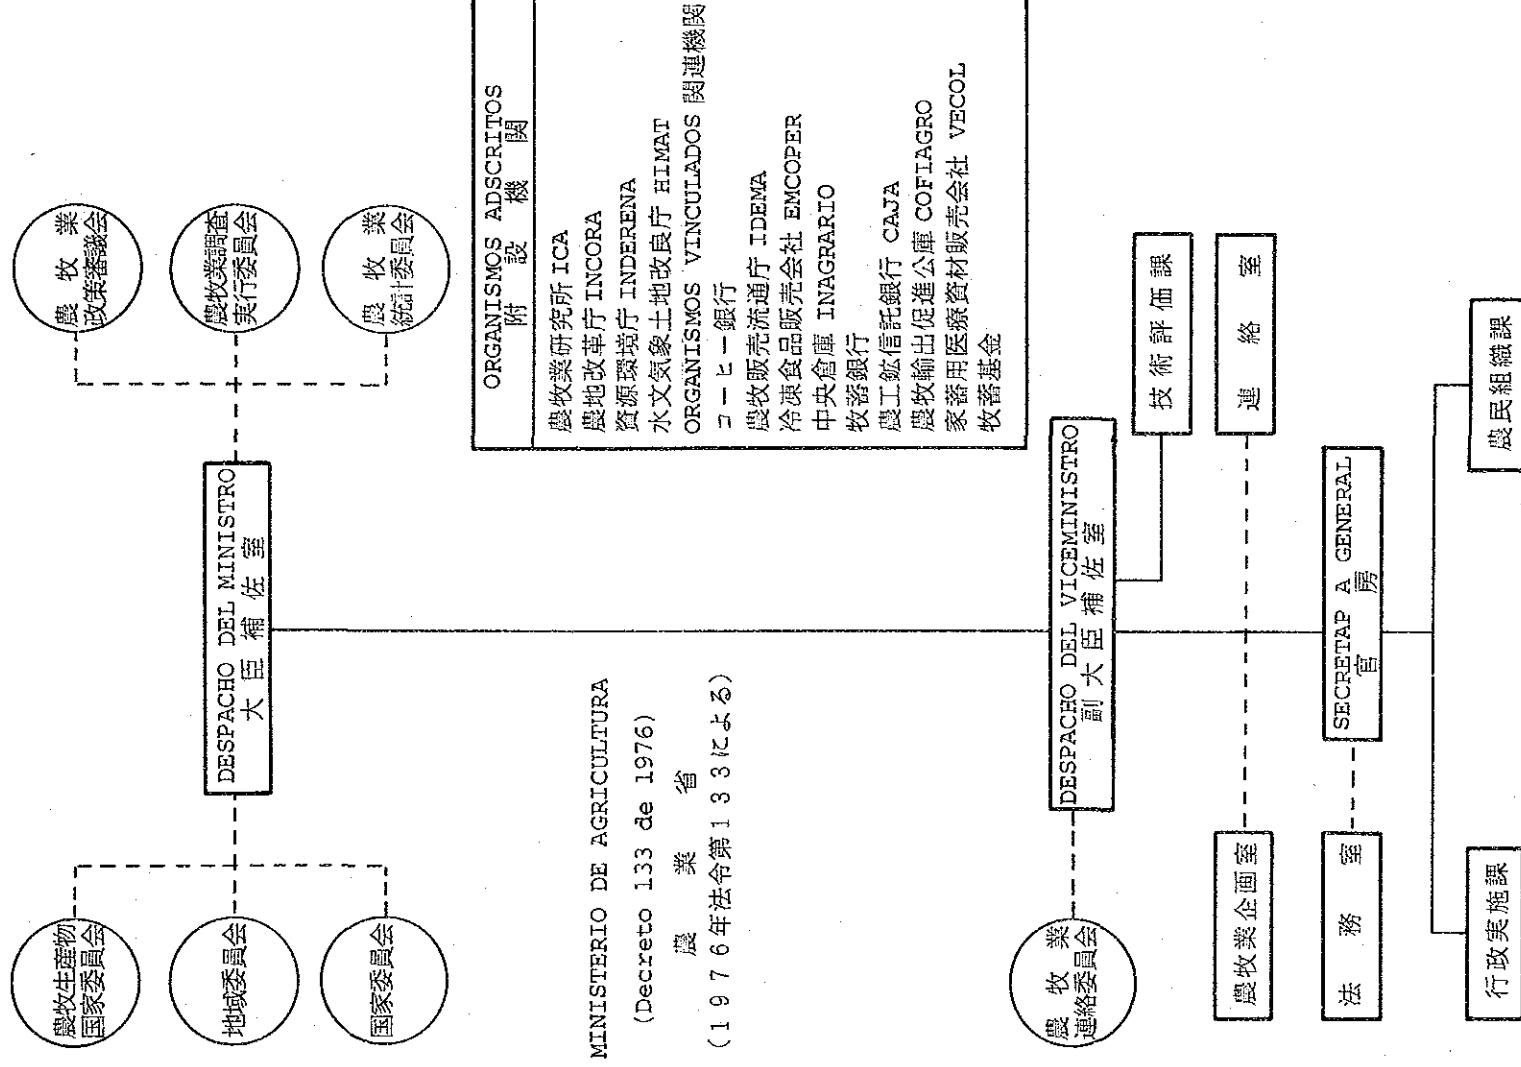 農牧生産物
国家委員会
地域委員会
国家委員会
DESPACHO DEL MINISTRO
大臣補佐室
農牧業
政策審議会
農牧業調査
実行委員会
農牧業
統計委員会
MINISTERIO DE AGRICULTURA
(Decreto 133 de 1976)
農業省
(1976年法令第133による)
ORGANISMOS ADSCRITOS
附設機関
農牧業研究所 ICA
農地改革庁 INCORA
資源環境庁 INDERENA
水文気象土地改良庁 HIMAT
ORGANISMOS VINCULADOS 関連機関
コーヒー銀行
農牧販売流通庁 IDEMA
冷凍食品販売会社 EMCOPER
中央倉庫 INAGRARIO
牧蓄銀行
農工鉱信託銀行 CAJA
農牧輸出促進公庫 COFIAGRO
家蓄用医療資材販売会社 VECOL
牧蓄基金
農牧業
連絡委員会
DESPACHO DEL VICEMINISTRO
副大臣補佐室
技術評価課
農牧業企画室
連絡室
法務室
SECRETAP A GENERAL
官房
行政実施課
農民組織課